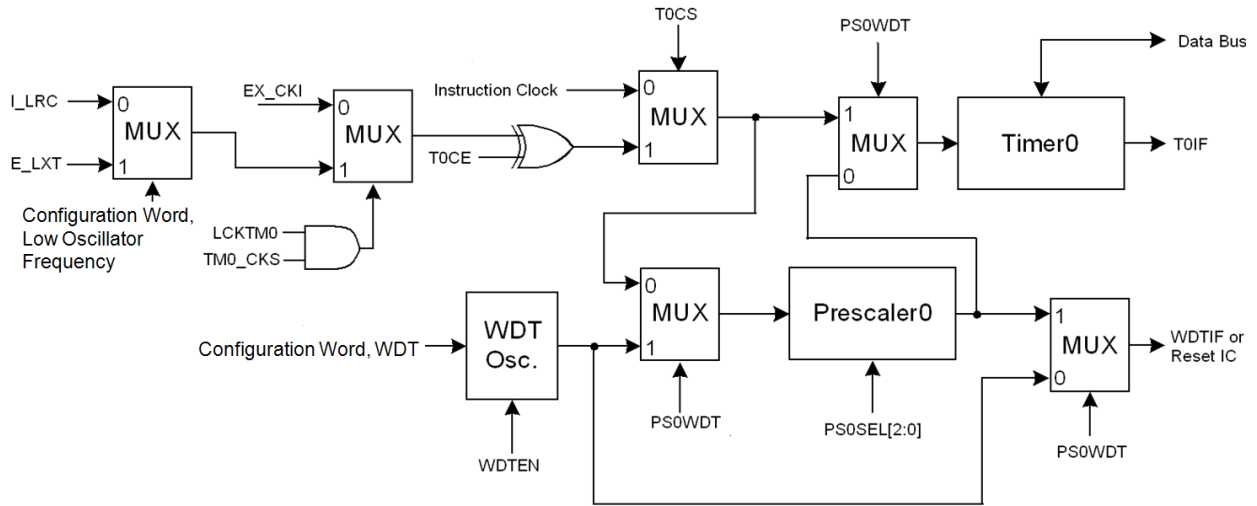 T0CS
PS0WDT
Data Bus
I_LRC
0
MUX
E_LXT
1
Configuration Word,
Low Oscillator
Frequency
EX_CKI
0
MUX
1
LCKTM0
TM0_CKS
T0CE
Instruction Clock
0
MUX
1
1
MUX
0
Timer0
T0IF
Configuration Word, WDT
WDT
Osc.
WDTEN
0
MUX
1
PS0WDT
Prescaler0
PS0SEL[2:0]
1
MUX
0
WDTIF or
Reset IC
PS0WDT